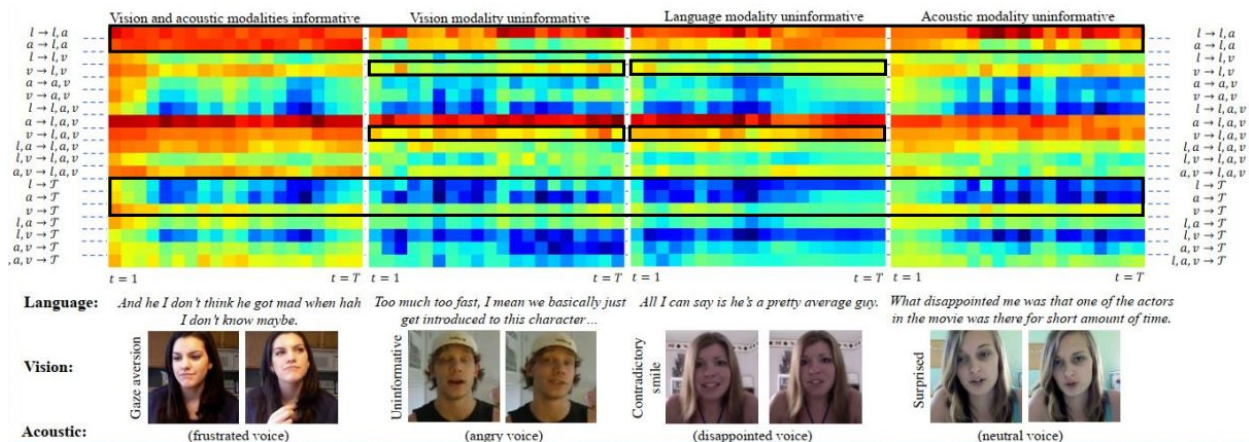 Vision and acoustic modalities informative
Vision modality uninformative
Language modality uninformative
Acoustic modality uninformative
l → l, a
a → l, a
l → l, v
v → l, v
a → a, v
v → a, v
l → l, a, v
a → l, a, v
v → l, a, v
l, a → l, a, v
l, v → l, a, v
a, v → l, a, v
l → 𝒯
a → 𝒯
v → 𝒯
l, a → 𝒯
l, v → 𝒯
a, v → 𝒯
, a, v → 𝒯
l → l, a
a → l, a
l → l, v
v → l, v
a → a, v
v → a, v
l → l, a, v
a → l, a, v
v → l, a, v
l, a → l, a, v
l, v → l, a, v
a, v → l, a, v
l → 𝒯
a → 𝒯
v → 𝒯
l, a → 𝒯
l, v → 𝒯
a, v → 𝒯
l, a, v → 𝒯
t = 1
t = T
t = 1
t = T
t = 1
t = T
t = 1
t = T
Language:
And he I don't think he got mad when hah
I don't know maybe.
Too much too fast, I mean we basically just
get introduced to this character…
All I can say is he's a pretty average guy.
What disappointed me was that one of the actors
in the movie was there for short amount of time.
Vision:
Gaze aversion
Uninformative
Contradictory
smile
Surprised
Acoustic:
(frustrated voice)
(angry voice)
(disappointed voice)
(neutral voice)